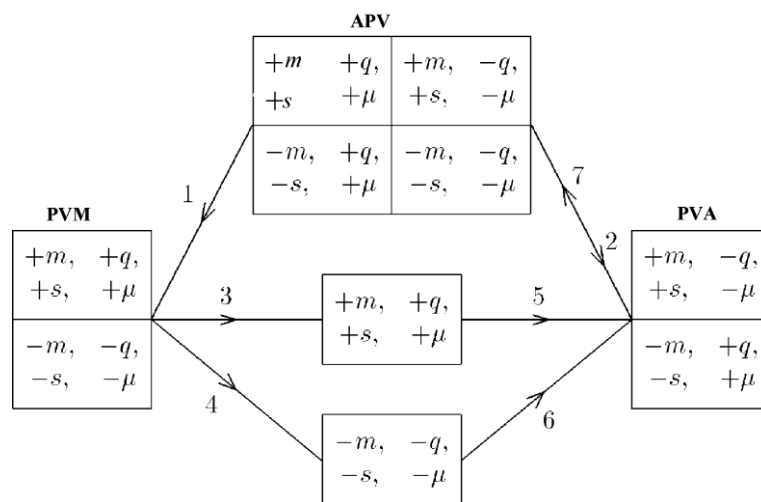 APV
+m +q, +m, −q,
+s +μ +s, −μ
−m, +q, −m, −q,
−s, +μ −s, −μ
1
7
PVM
PVA
2
+m, +q,
+s, +μ
−m, −q,
−s, −μ
3
+m, +q,
+s, +μ
5
+m, −q,
+s, −μ
−m, +q,
−s, +μ
4
−m, −q,
−s, −μ
6